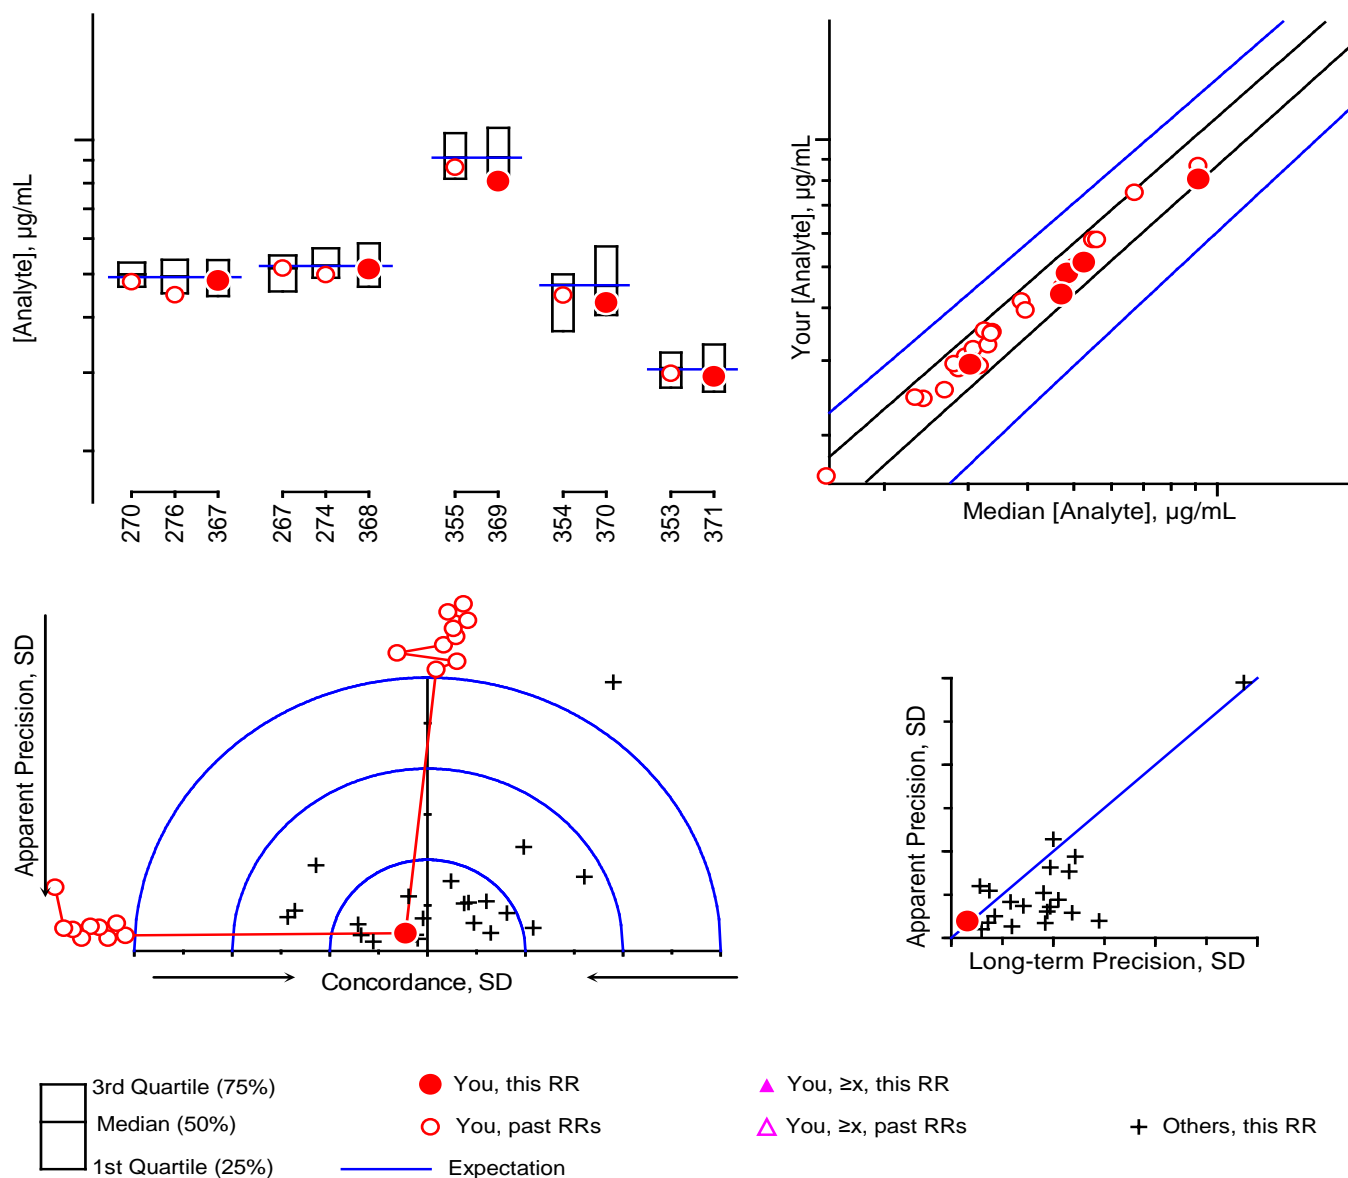 [Analyte], µg/mL
270
276
367
267
274
368
355
369
354
370
353
371
Your [Analyte], µg/mL
Median [Analyte], µg/mL
Apparent Precision, SD
Concordance, SD
Apparent Precision, SD
Long-term Precision, SD
3rd Quartile (75%)
Median (50%)
1st Quartile (25%)
You, this RR
You, past RRs
Expectation
You, ≥x, this RR
You, ≥x, past RRs
Others, this RR